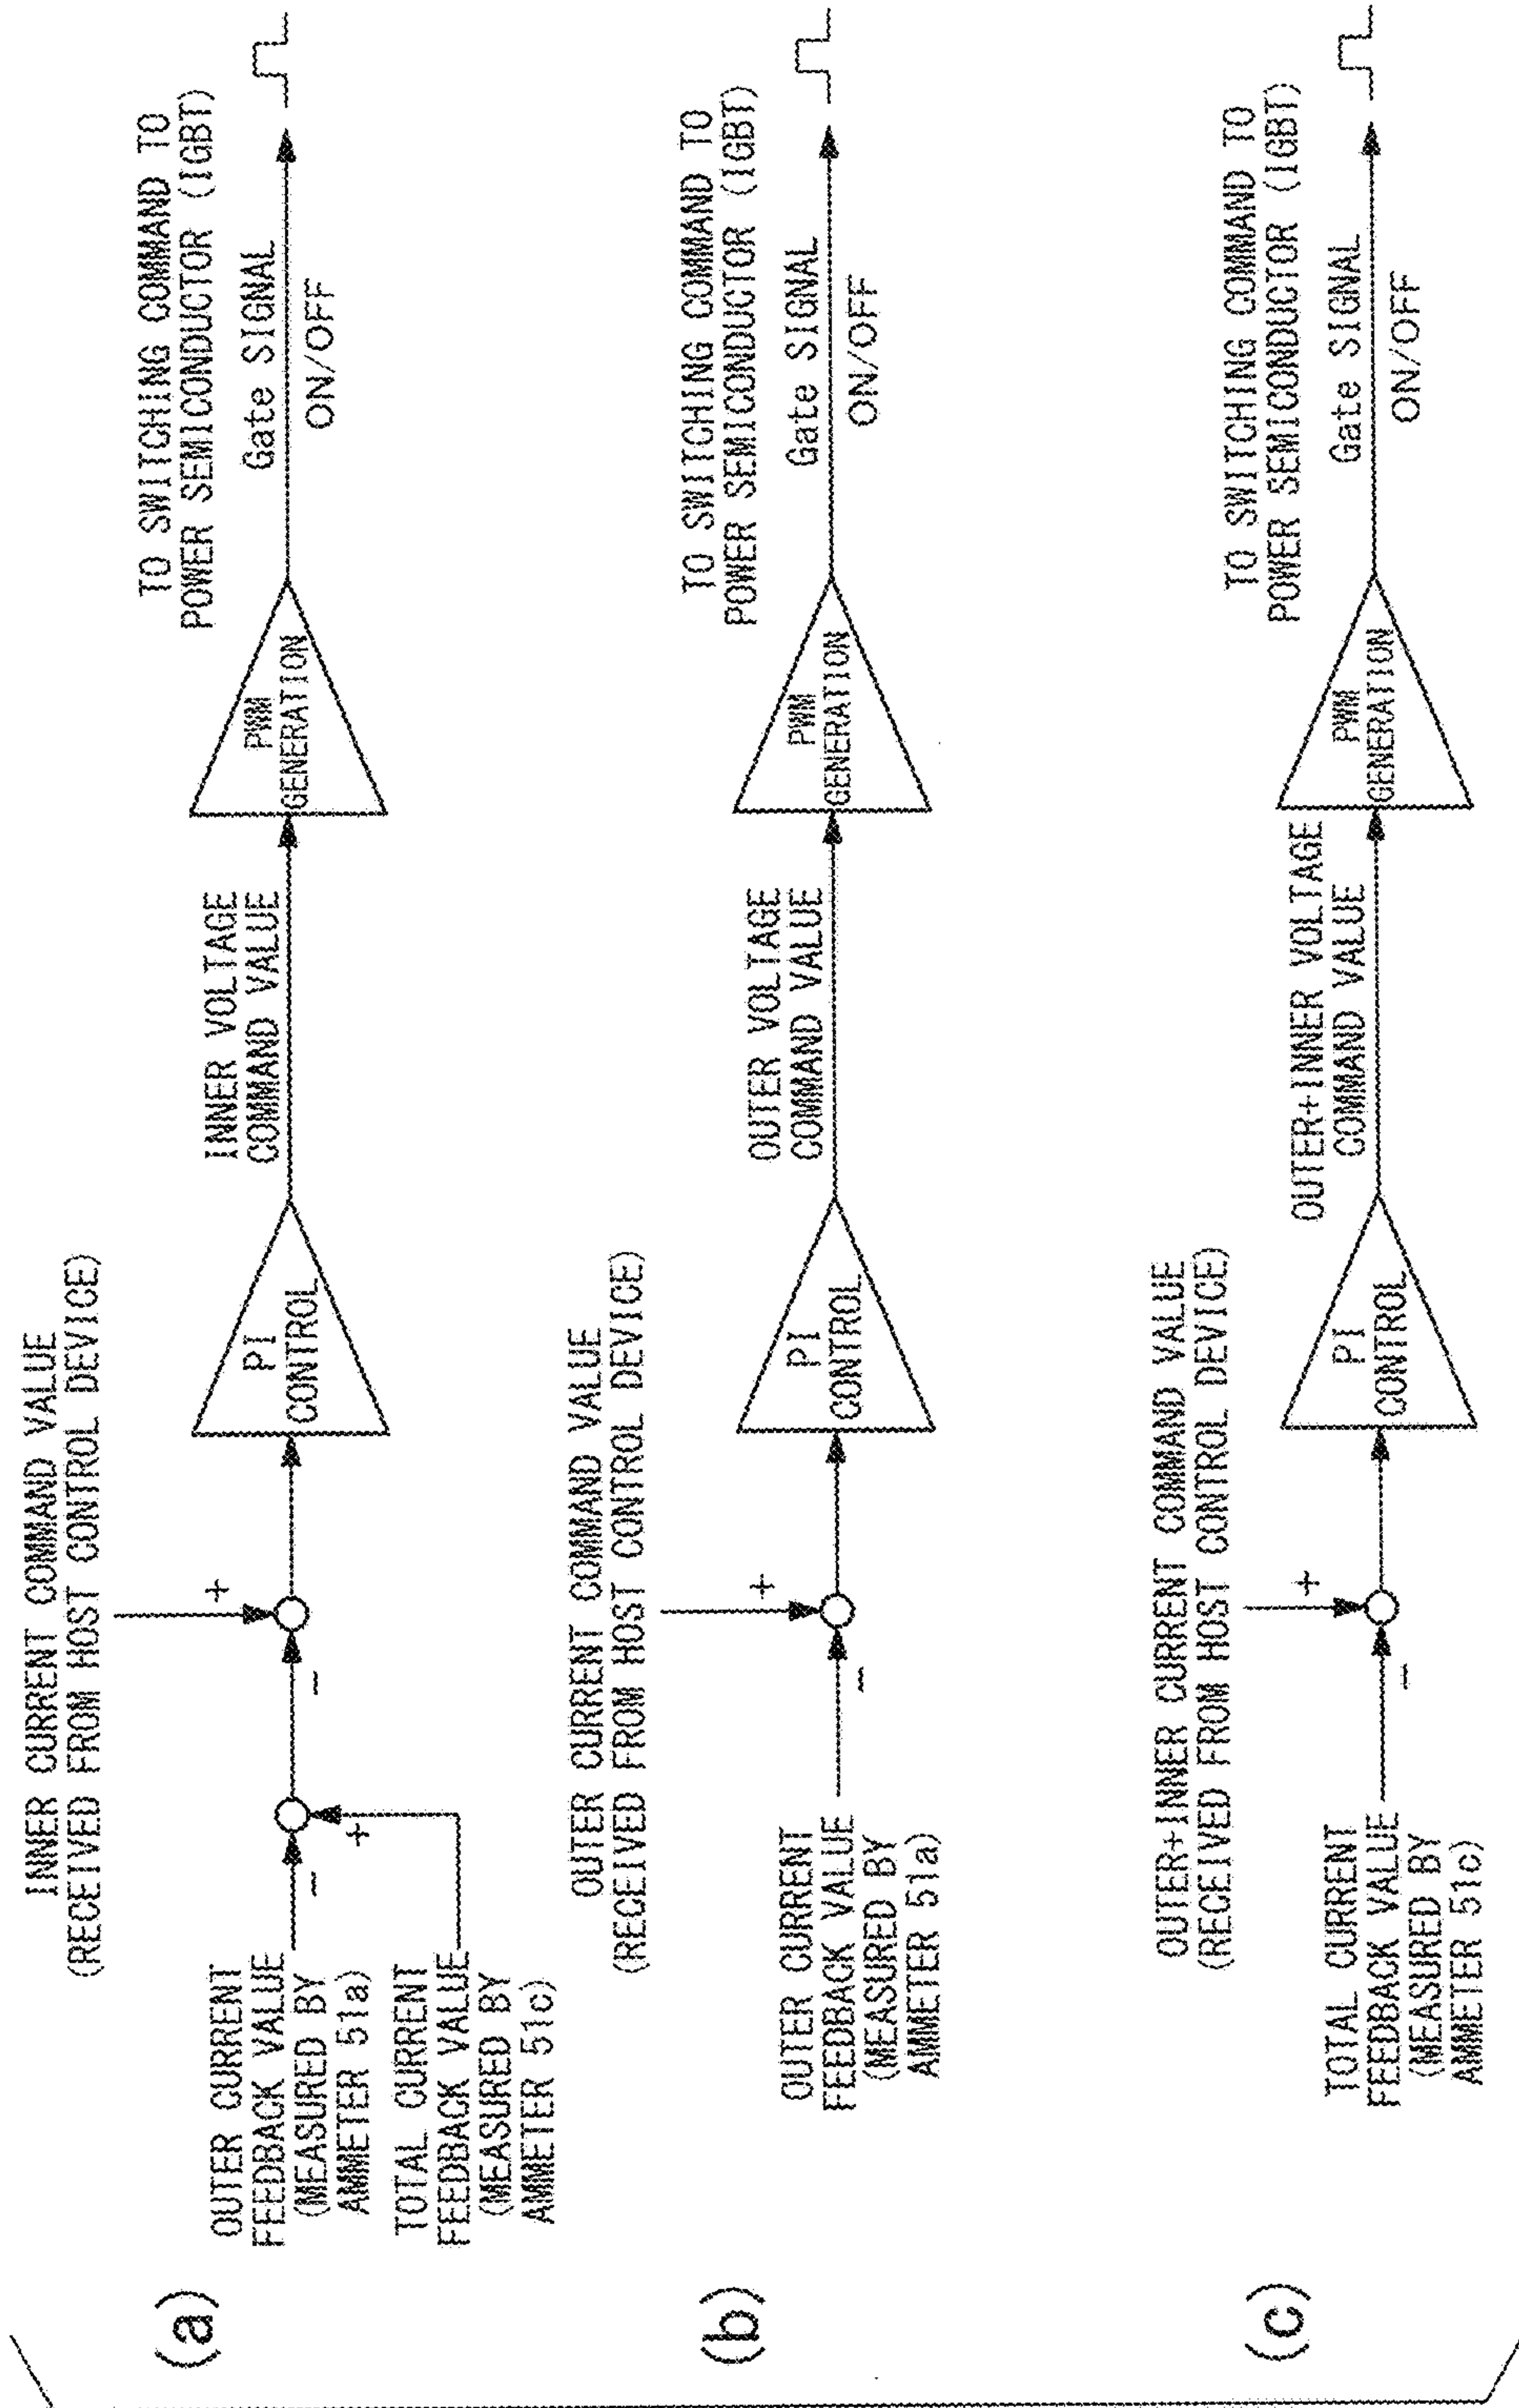 (a)
INNER CURRENT COMMAND VALUE
(RECEIVED FROM HOST CONTROL DEVICE)
OUTER CURRENT
FEEDBACK VALUE
(MEASURED BY
AMMETER 51a)
TOTAL CURRENT
FEEDBACK VALUE
(MEASURED BY
AMMETER 51c)
−
+
−
+
PI
CONTROL
INNER VOLTAGE
COMMAND VALUE
PWM
GENERATION
TO SWITCHING COMMAND TO
POWER SEMICONDUCTOR (IGBT)
Gate SIGNAL
ON/OFF
(b)
OUTER CURRENT COMMAND VALUE
(RECEIVED FROM HOST CONTROL DEVICE)
OUTER CURRENT
FEEDBACK VALUE
(MEASURED BY
AMMETER 51a)
−
+
PI
CONTROL
OUTER VOLTAGE
COMMAND VALUE
PWM
GENERATION
TO SWITCHING COMMAND TO
POWER SEMICONDUCTOR (IGBT)
Gate SIGNAL
ON/OFF
(c)
OUTER+INNER CURRENT COMMAND VALUE
(RECEIVED FROM HOST CONTROL DEVICE)
TOTAL CURRENT
FEEDBACK VALUE
(MEASURED BY
AMMETER 51c)
−
+
PI
CONTROL
OUTER+INNER VOLTAGE
COMMAND VALUE
PWM
GENERATION
TO SWITCHING COMMAND TO
POWER SEMICONDUCTOR (IGBT)
Gate SIGNAL
ON/OFF